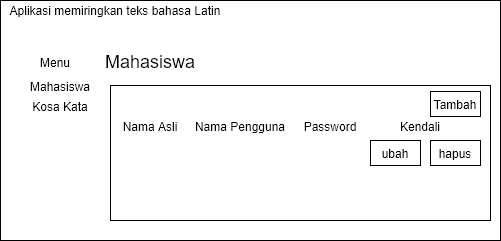 Aplikasi memiringkan teks bahasa Latin
Menu
Mahasiswa
Mahasiswa
Kosa Kata
Tambah
Nama Asli Nama Pengguna Password Kendali
ubah hapus